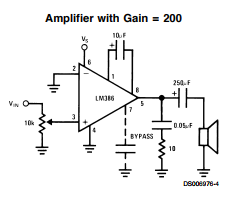 Amplifier with Gain = 200
VS
10μF
+
6
2
−
1
8
VIN
LM386
10k
3
+
7
5
4
BYPASS
250μF
+
0.05μF
10
DS006976-4